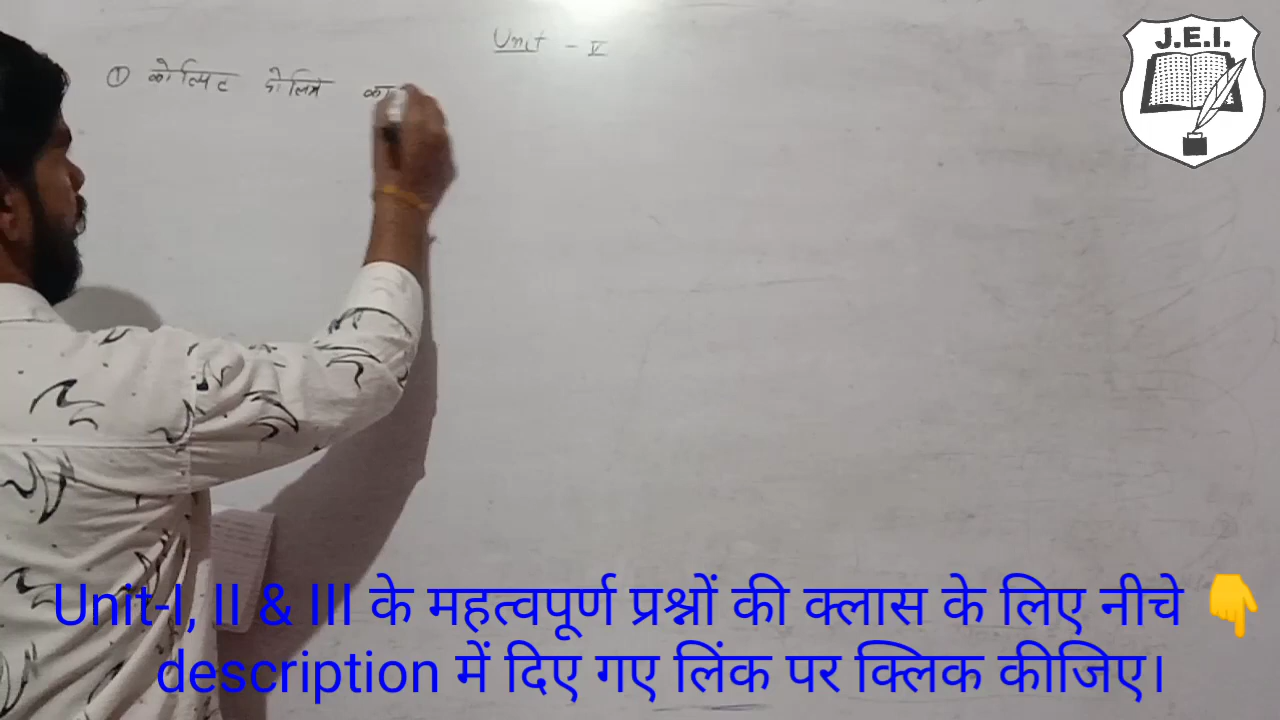 Unit - V
① कोल्पिट दोलित्र का
J.E.I.
Unit-I, II & III के महत्वपूर्ण प्रश्नों की क्लास के लिए नीचे 👇
description में दिए गए लिंक पर क्लिक कीजिए।